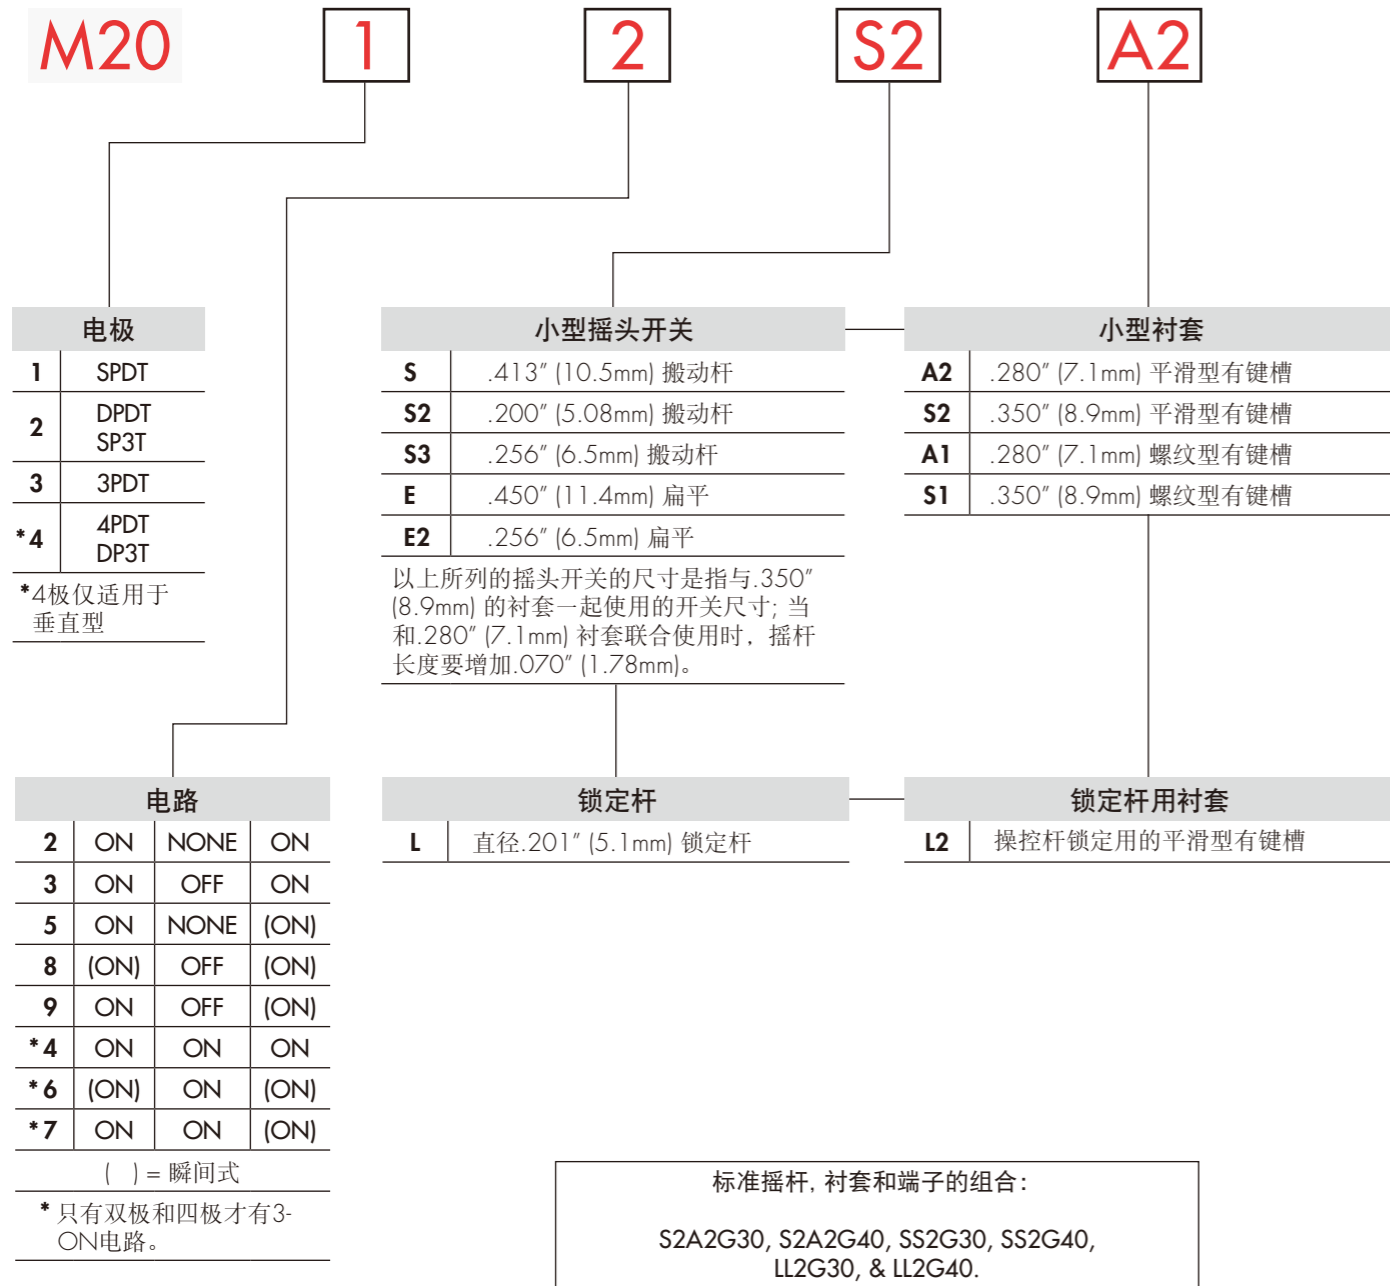 M20 1 2 S2 A2
电极
1 SPDT
2 DPDT
SP3T
3 3PDT
*4 4PDT
DP3T
*4极仅适用于
垂直型
小型摇头开关
S .413″ (10.5mm) 搬动杆
S2 .200″ (5.08mm) 搬动杆
S3 .256″ (6.5mm) 搬动杆
E .450″ (11.4mm) 扁平
E2 .256″ (6.5mm) 扁平
以上所列的摇头开关的尺寸是指与.350″
(8.9mm) 的衬套一起使用的开关尺寸; 当
和.280″ (7.1mm) 衬套联合使用时，摇杆
长度要增加.070″ (1.78mm)。
小型衬套
A2 .280″ (7.1mm) 平滑型有键槽
S2 .350″ (8.9mm) 平滑型有键槽
A1 .280″ (7.1mm) 螺纹型有键槽
S1 .350″ (8.9mm) 螺纹型有键槽
电路
2 ON NONE ON
3 ON OFF ON
5 ON NONE (ON)
8 (ON) OFF (ON)
9 ON OFF (ON)
*4 ON ON ON
*6 (ON) ON (ON)
*7 ON ON (ON)
( ) = 瞬间式
* 只有双极和四极才有3-
ON电路。
锁定杆
L 直径.201″ (5.1mm) 锁定杆
锁定杆用衬套
L2 操控杆锁定用的平滑型有键槽
标准摇杆, 衬套和端子的组合：
S2A2G30, S2A2G40, SS2G30, SS2G40,
LL2G30, & LL2G40.